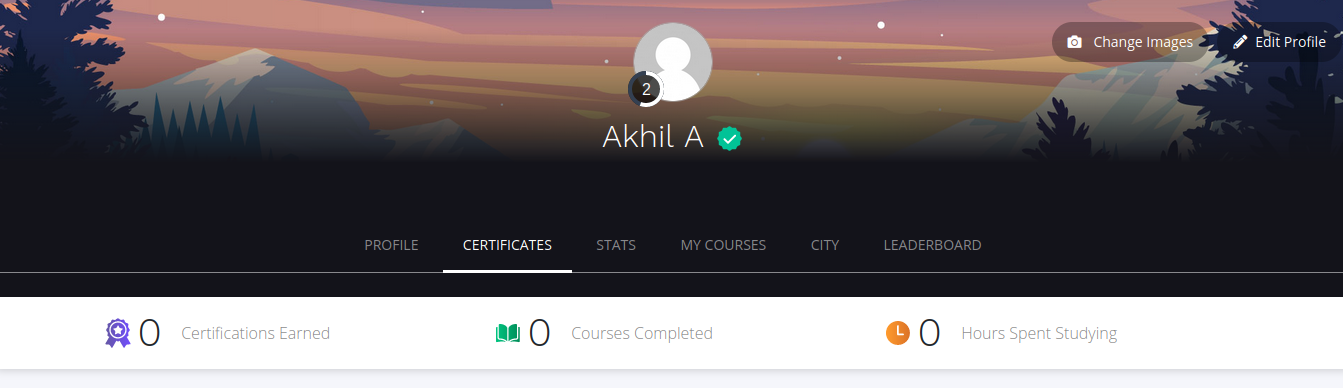 Change Images
Edit Profile
2
Akhil A
PROFILE CERTIFICATES STATS MY COURSES CITY LEADERBOARD
0 Certifications Earned 0 Courses Completed 0 Hours Spent Studying